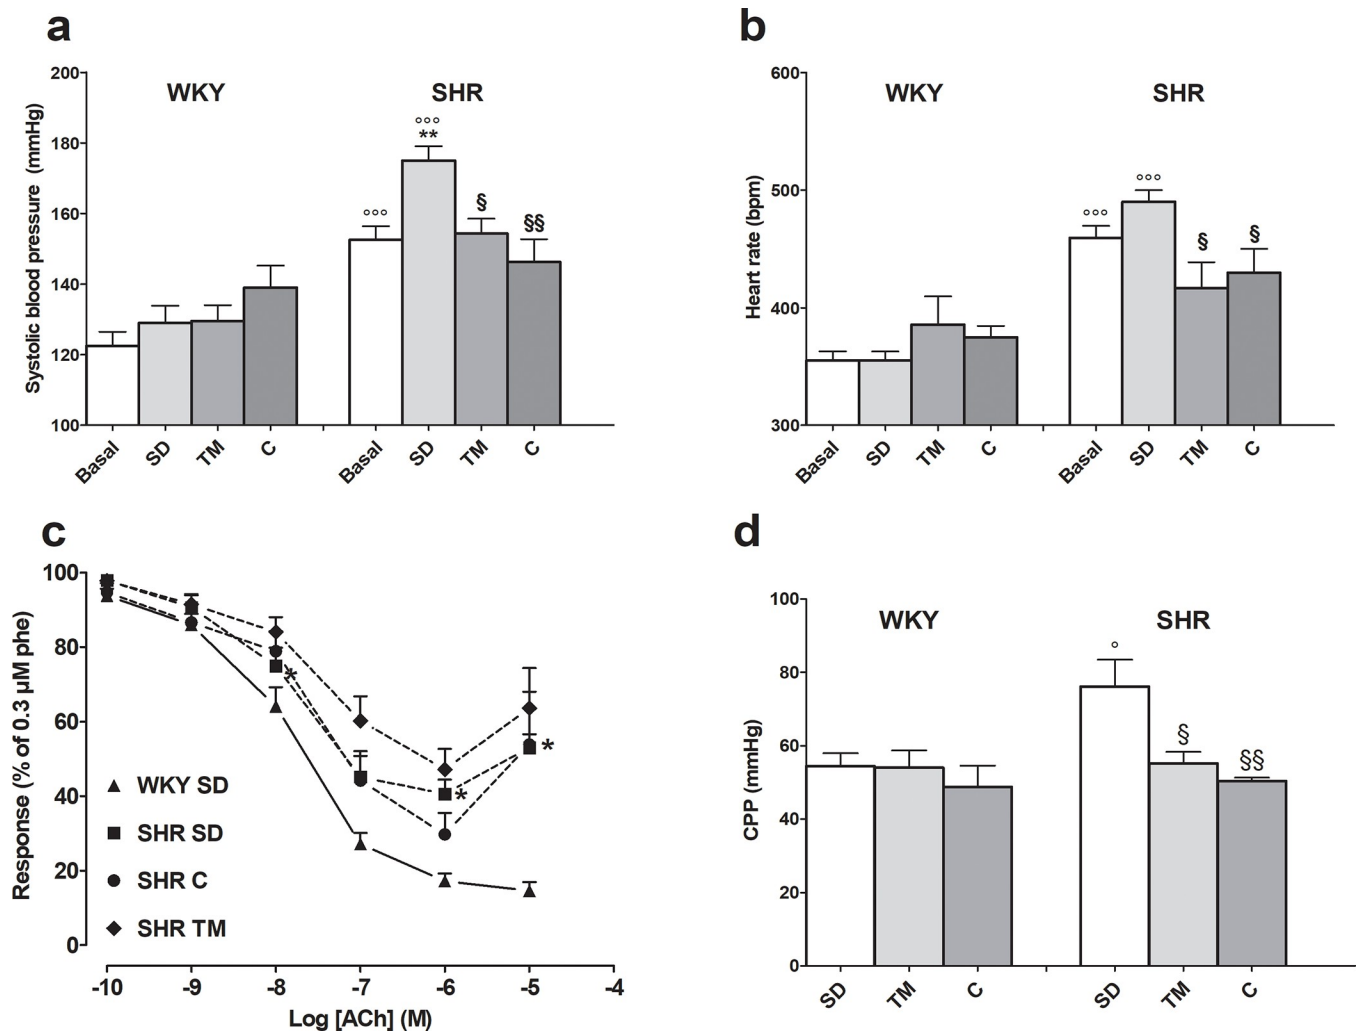 a
Systolic blood pressure (mmHg)
200
180
160
140
120
100
WKY
SHR
°°°
°°°
**
§
§§
Basal
SD
TM
C
Basal
SD
TM
C
b
Heart rate (bpm)
600
500
400
300
WKY
SHR
°°°
°°°
§
§
Basal
SD
TM
C
Basal
SD
TM
C
c
Response (% of 0.3 µM phe)
100
80
60
40
20
0
*
*
*
WKY SD
SHR SD
SHR C
SHR TM
-10
-9
-8
-7
-6
-5
-4
Log [ACh] (M)
d
CPP (mmHg)
100
80
60
40
20
0
WKY
SHR
°
§
§§
SD
TM
C
SD
TM
C